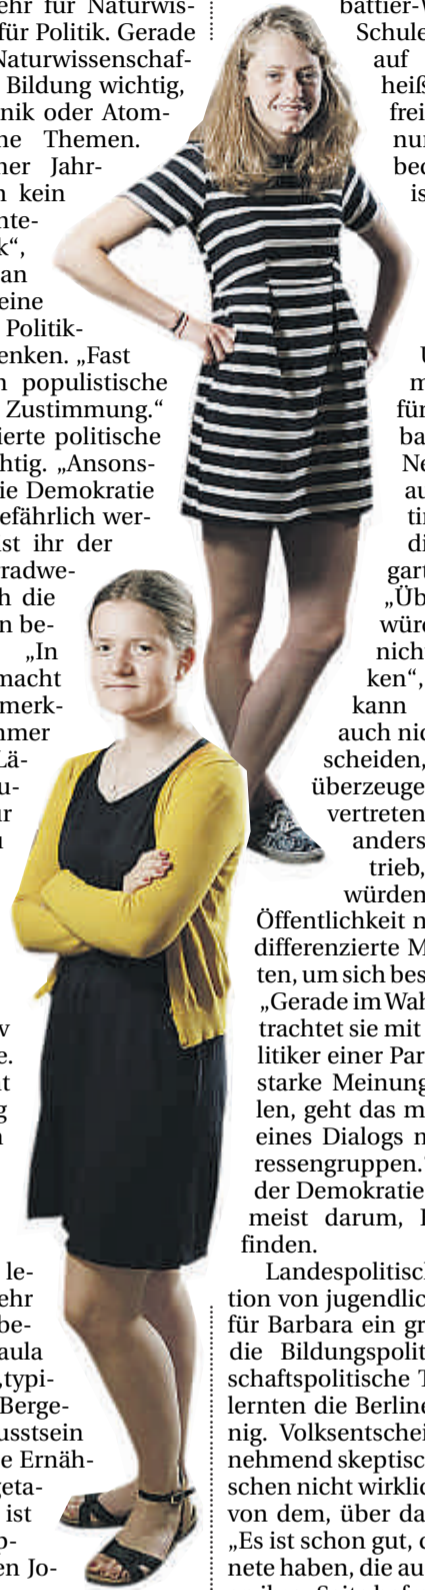 ehr für Naturwis-
für Politik. Gerade
Naturwissenschaf-
Bildung wichtig,
nik oder Atom-
ne Themen.
ner Jahr-
n kein
nte-
k“,
an
eine
Politik-
enken. „Fast
n populistische
Zustimmung.“
ierte politische
htig. „Ansons-
ie Demokratie
efährlich wer-
st ihr der
radwe-
h die
n be-
„In
macht
merk-
mmer
Lä-
u-
ur
u
v
e.
t
g
n
le-
ehr
be-
aula
„typi-
Berge-
usstsein
e Ernäh-
geta-
ist
p-
en Jo-
battier-W
Schule
auf
heiß
frei
nur
bed
is
U
m
für
ba
Ne
au
tin
di
gart
„Üb
würd
nich
ken“,
kann
auch nic
scheiden,
überzeuge
vertreten
anders
trieb,
würden
Öffentlichkeit n
differenzierte M
ten, um sich bes
„Gerade im Wah
trachtet sie mit
litiker einer Par
starke Meinung
len, geht das m
eines Dialogs n
ressengruppen.“
der Demokratie
meist darum, K
finden.
Landespolitisch
tion von jugendlic
für Barbara ein gr
die Bildungspolit
schaftspolitische T
lernten die Berline
nig. Volksentschei
nehmend skeptisc
schen nicht wirklic
von dem, über da
„Es ist schon gut, d
nete haben, die au